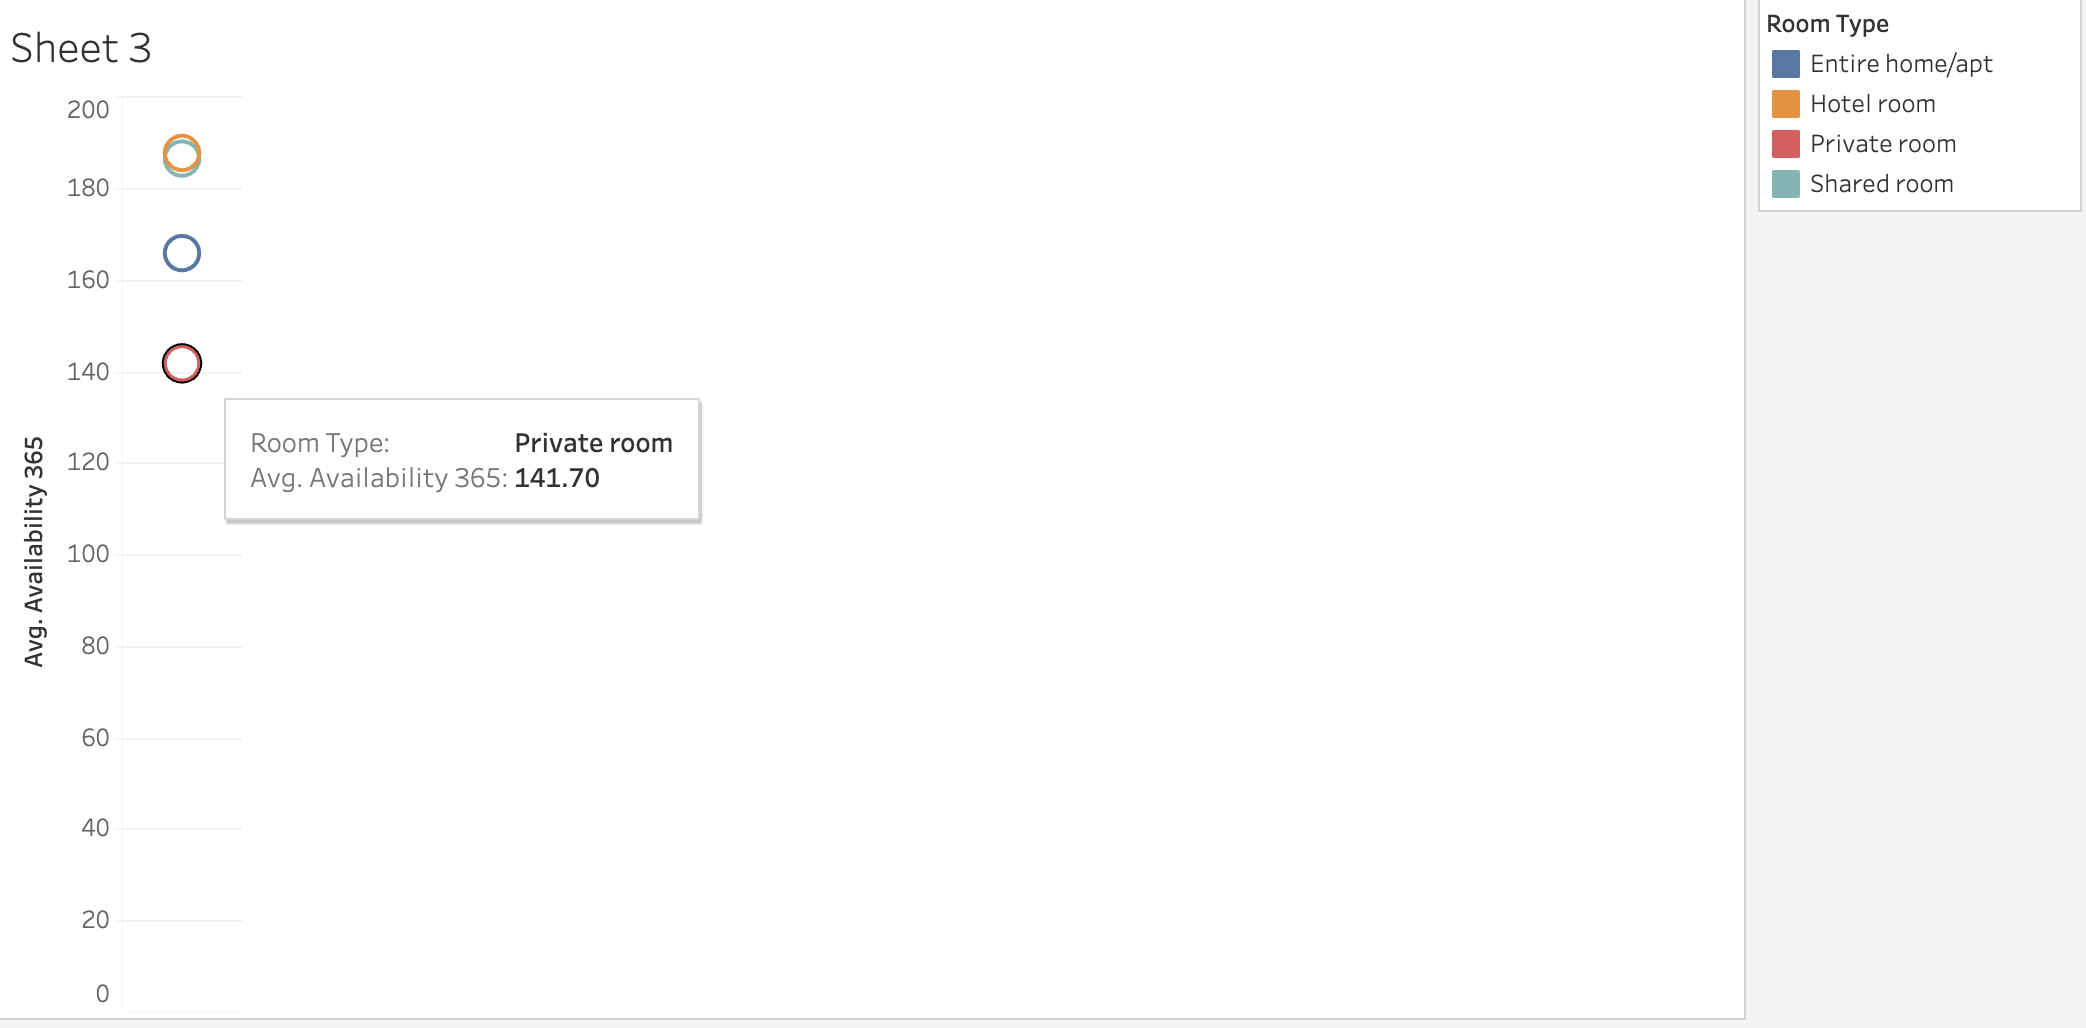 Sheet 3
200
180
160
140
120
100
80
60
40
20
0
Avg. Availability 365
Room Type: Private room
Avg. Availability 365: 141.70
Room Type
Entire home/apt
Hotel room
Private room
Shared room